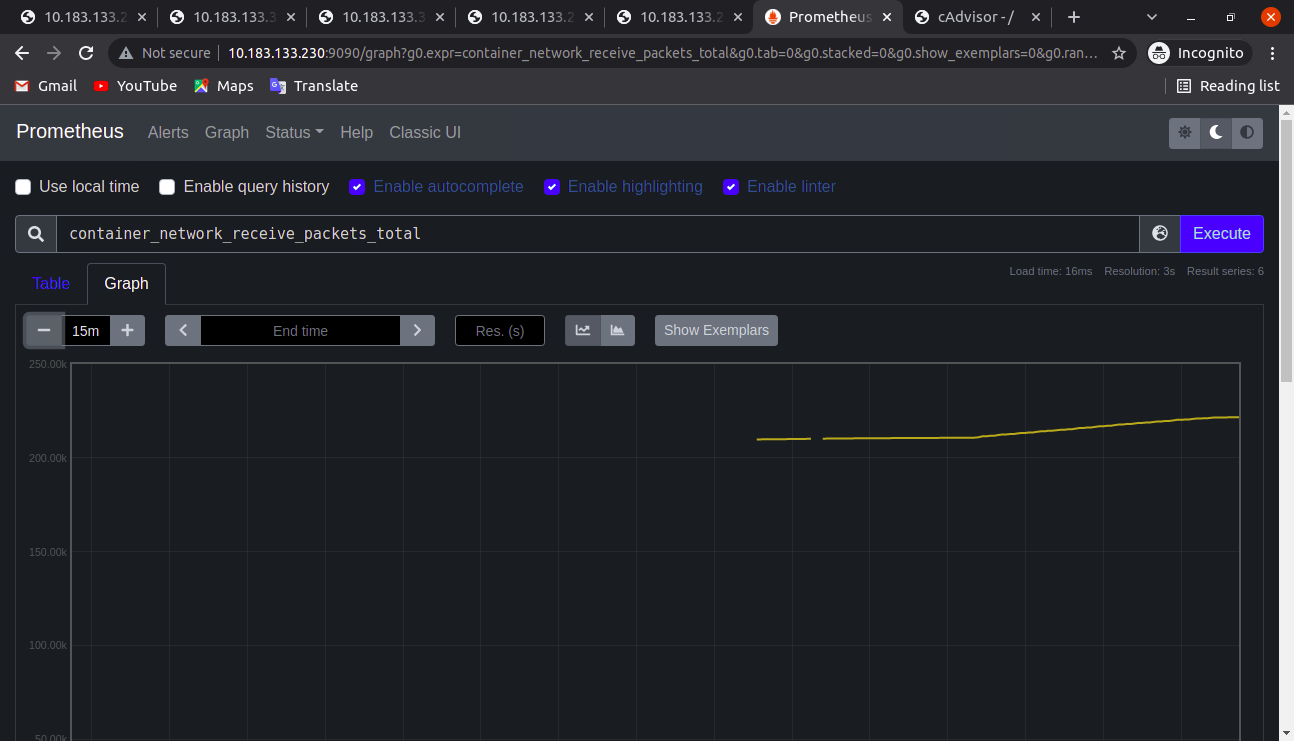 10.183.133.2 10.183.133.3 10.183.133.3 10.183.133.2 10.183.133.2 Prometheus cAdvisor - /
Not secure 10.183.133.230:9090/graph?g0.expr=container_network_receive_packets_total&g0.tab=0&g0.stacked=0&g0.show_exemplars=0&g0.ran... Incognito
Gmail YouTube Maps Translate Reading list
Prometheus Alerts Graph Status Help Classic UI
Use local time Enable query history Enable autocomplete Enable highlighting Enable linter
container_network_receive_packets_total Execute
Table Graph Load time: 16ms Resolution: 3s Result series: 6
15m End time Res. (s) Show Exemplars
250.00k
200.00k
150.00k
100.00k
50.00k